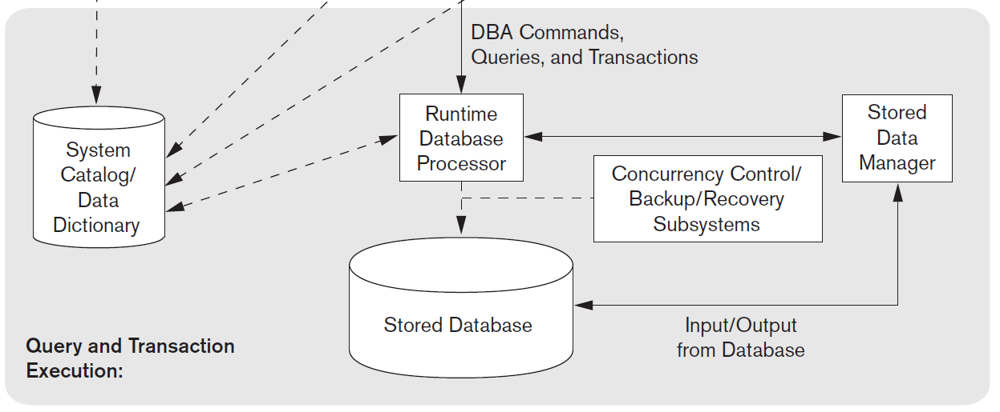 DBA Commands,
Queries, and Transactions
Runtime
Database
Processor
Stored
Data
Manager
System
Catalog/
Data
Dictionary
Concurrency Control/
Backup/Recovery
Subsystems
Stored Database
Input/Output
from Database
Query and Transaction
Execution: